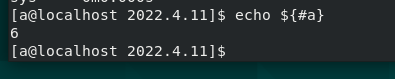 [a@localhost 2022.4.11]$ echo ${#a}
6
[a@localhost 2022.4.11]$